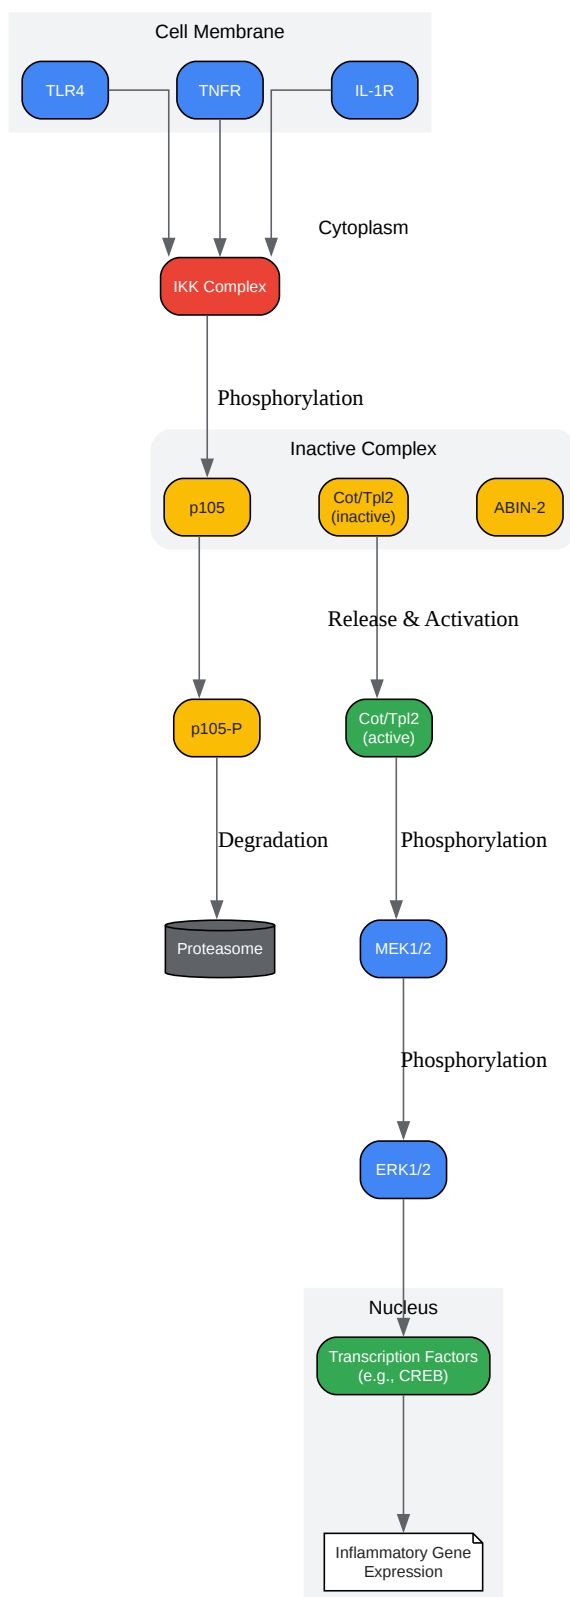 Cell Membrane
TLR4
TNFR
IL-1R
Cytoplasm
IKK Complex
Phosphorylation
Inactive Complex
p105
Cot/Tpl2
(inactive)
ABIN-2
Release & Activation
p105-P
Cot/Tpl2
(active)
Degradation
Phosphorylation
Proteasome
MEK1/2
Phosphorylation
ERK1/2
Nucleus
Transcription Factors
(e.g., CREB)
Inflammatory Gene
Expression